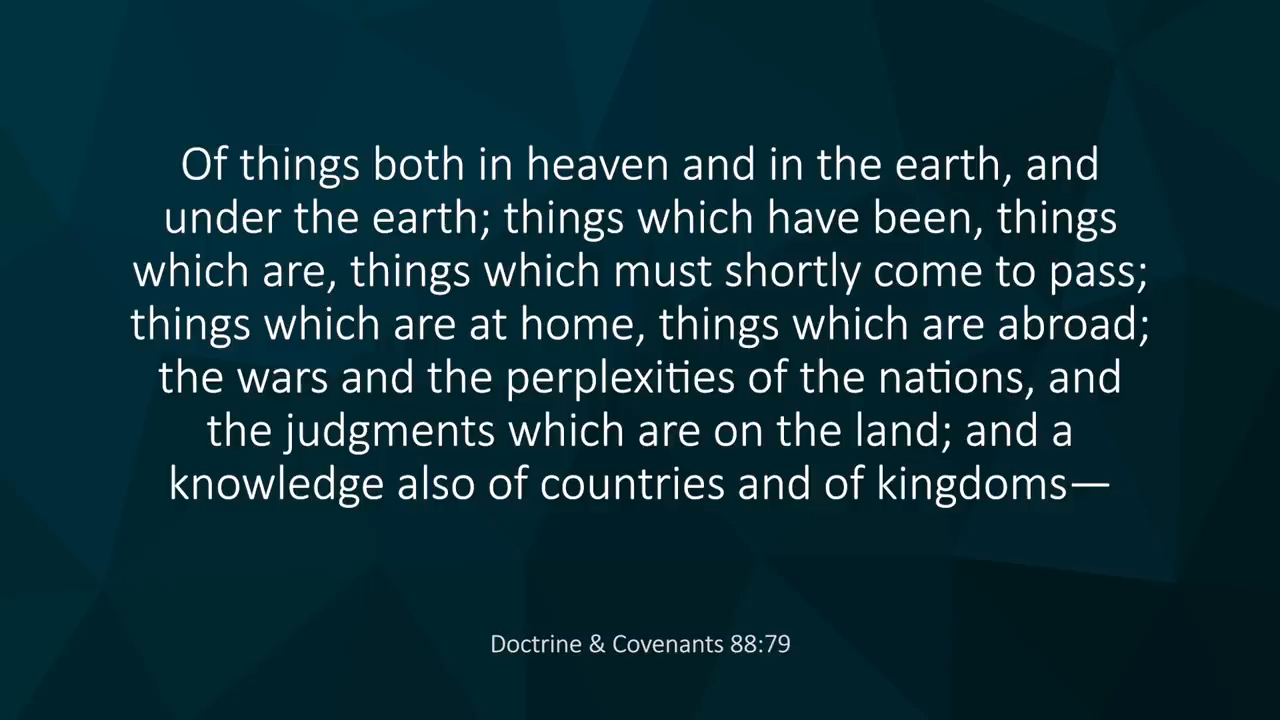 Of things both in heaven and in the earth, and
under the earth; things which have been, things
which are, things which must shortly come to pass;
things which are at home, things which are abroad;
the wars and the perplexities of the nations, and
the judgments which are on the land; and a
knowledge also of countries and of kingdoms—
Doctrine & Covenants 88:79